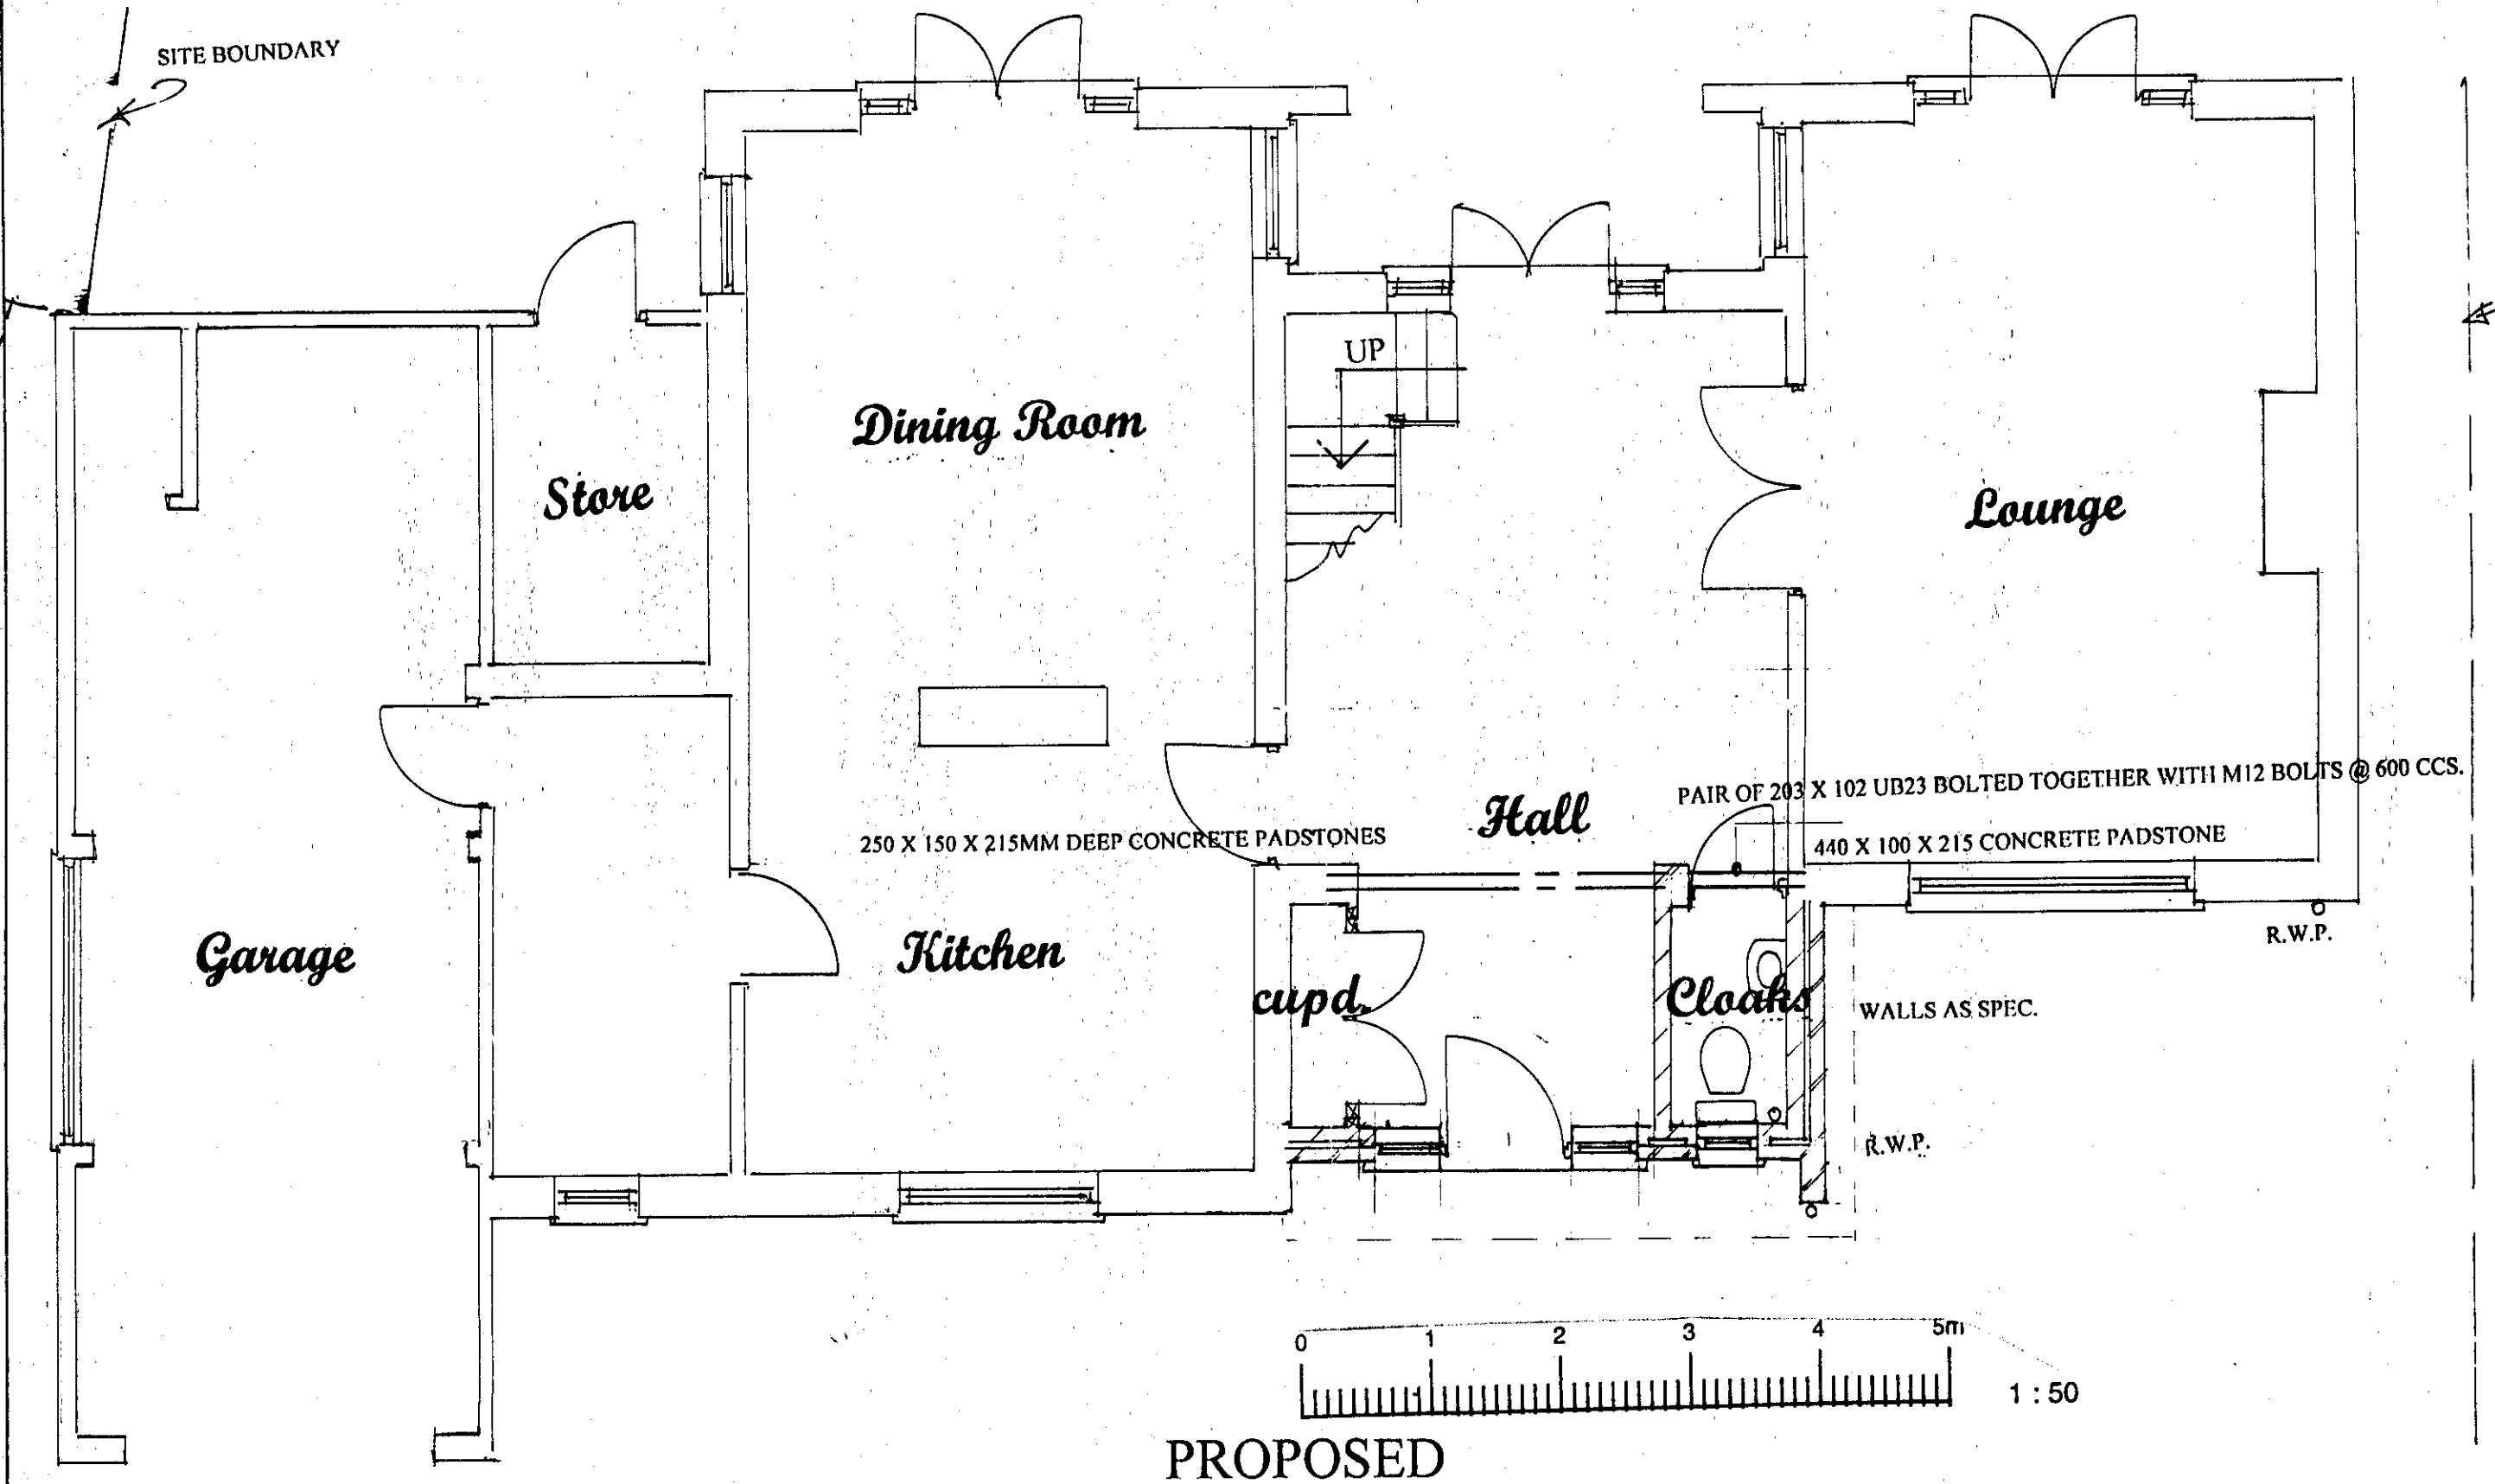 SITE BOUNDARY
UP
Dining Room
Store
Lounge
PAIR OF 203 X 102 UB23 BOLTED TOGETHER WITH M12 BOLTS @ 600 CCS.
Hall
250 X 150 X 215MM DEEP CONCRETE PADSTONES
440 X 100 X 215 CONCRETE PADSTONE
Garage
Kitchen
R.W.P.
cupd.
Cloaks
WALLS AS SPEC.
R.W.P.
0 1 2 3 4 5m
1 : 50
PROPOSED